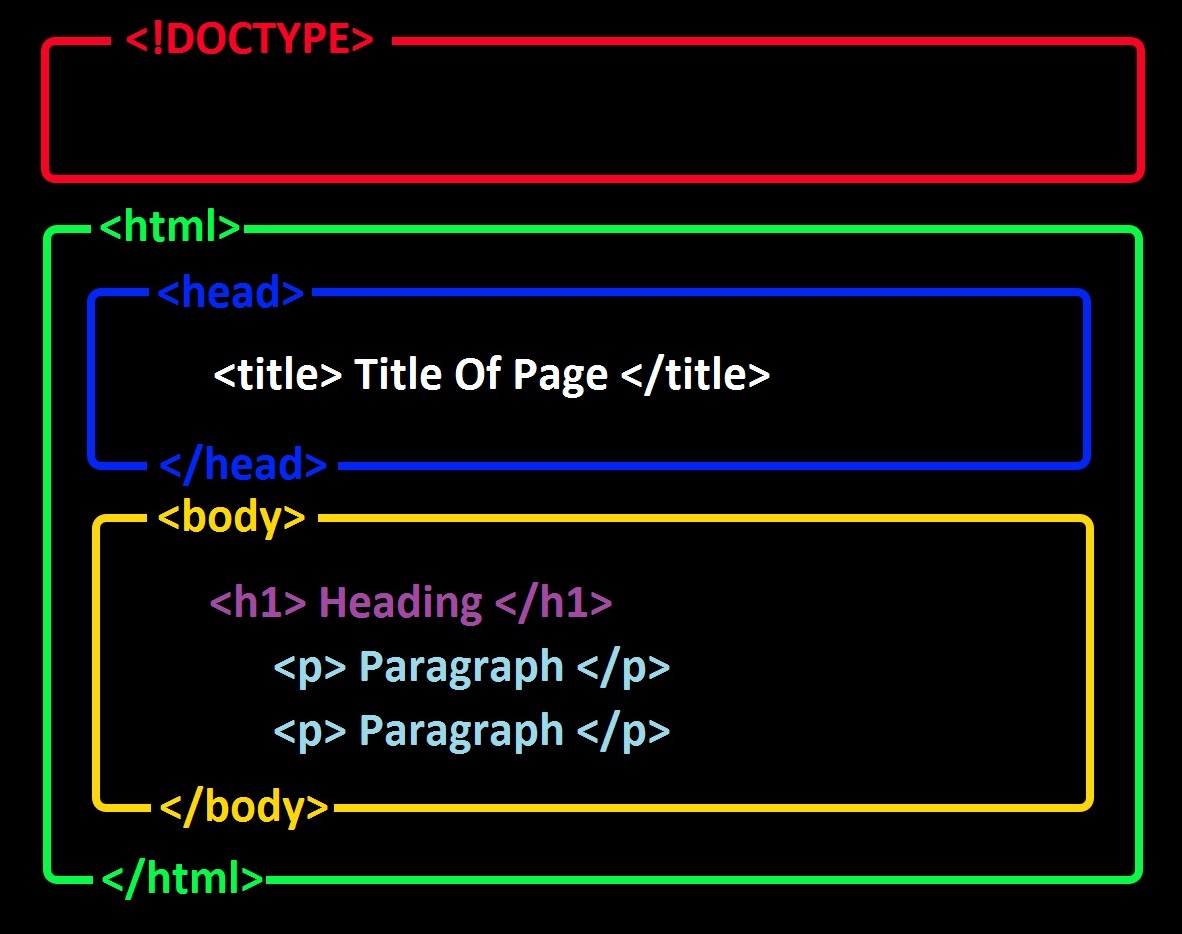 <!DOCTYPE>
<html>
<head>
<title> Title Of Page </title>
</head>
<body>
<h1> Heading </h1>
<p> Paragraph </p>
<p> Paragraph </p>
</body>
</html>